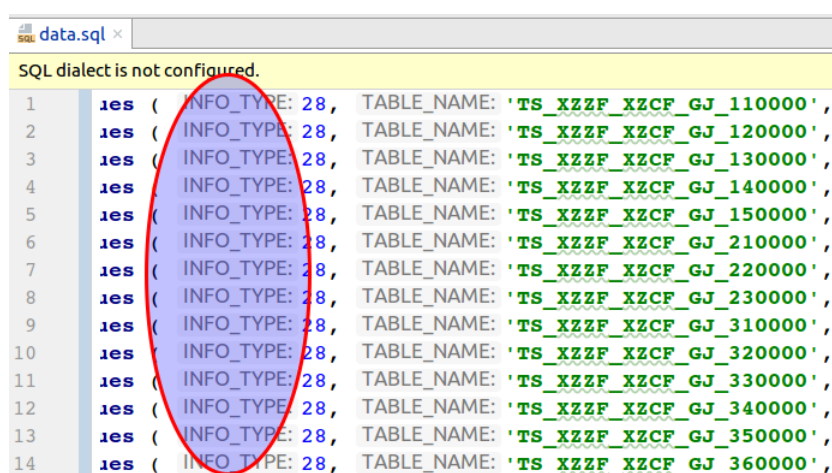 data.sql ×
SQL dialect is not configured.
1 ues ( INFO_TYPE: 28, TABLE_NAME: 'TS_XZZF_XZCF_GJ_110000',
2 ues ( INFO_TYPE: 28, TABLE_NAME: 'TS_XZZF_XZCF_GJ_120000',
3 ues ( INFO_TYPE: 28, TABLE_NAME: 'TS_XZZF_XZCF_GJ_130000',
4 ues ( INFO_TYPE: 28, TABLE_NAME: 'TS_XZZF_XZCF_GJ_140000',
5 ues ( INFO_TYPE: 28, TABLE_NAME: 'TS_XZZF_XZCF_GJ_150000',
6 ues ( INFO_TYPE: 28, TABLE_NAME: 'TS_XZZF_XZCF_GJ_210000',
7 ues ( INFO_TYPE: 28, TABLE_NAME: 'TS_XZZF_XZCF_GJ_220000',
8 ues ( INFO_TYPE: 28, TABLE_NAME: 'TS_XZZF_XZCF_GJ_230000',
9 ues ( INFO_TYPE: 28, TABLE_NAME: 'TS_XZZF_XZCF_GJ_310000',
10 ues ( INFO_TYPE: 28, TABLE_NAME: 'TS_XZZF_XZCF_GJ_320000',
11 ues ( INFO_TYPE: 28, TABLE_NAME: 'TS_XZZF_XZCF_GJ_330000',
12 ues ( INFO_TYPE: 28, TABLE_NAME: 'TS_XZZF_XZCF_GJ_340000',
13 ues ( INFO_TYPE: 28, TABLE_NAME: 'TS_XZZF_XZCF_GJ_350000',
14 ues ( INFO_TYPE: 28, TABLE_NAME: 'TS_XZZF_XZCF_GJ_360000',